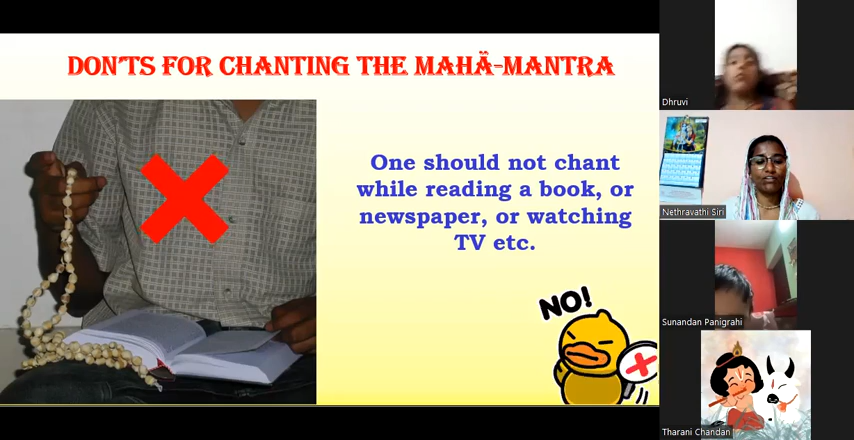 DON'TS FOR CHANTING THE MAHÄ-MANTRA
One should not chant
while reading a book, or
newspaper, or watching
TV etc.
NO!
Dhruvi
Nethravathi Siri
Sunandan Panigrahi
Tharani Chandan